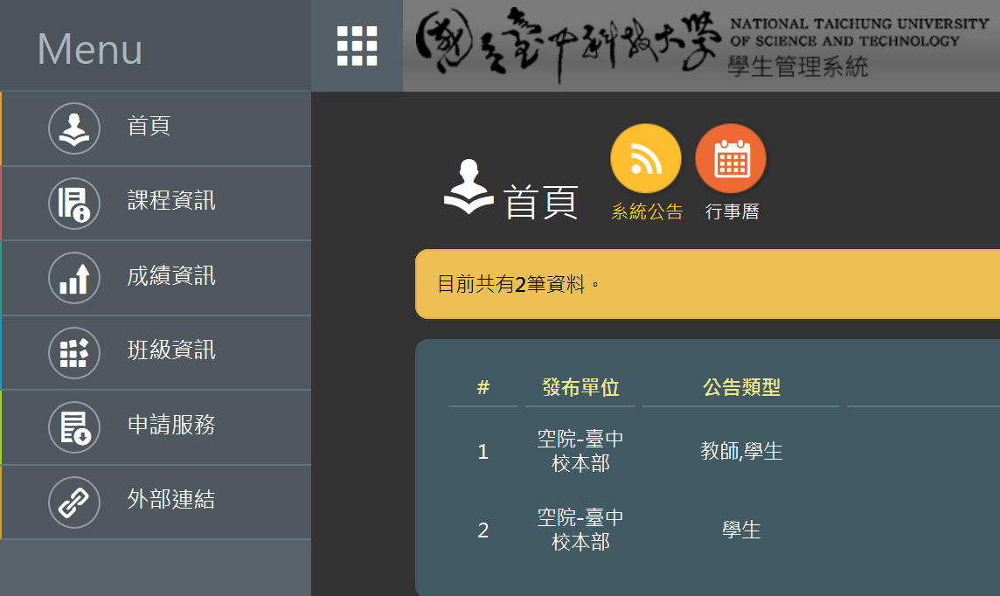 Menu
國立臺中科技大學
NATIONAL TAICHUNG UNIVERSITY
OF SCIENCE AND TECHNOLOGY
學生管理系統
首頁
課程資訊
成績資訊
班級資訊
申請服務
外部連結
首頁
系統公告
行事曆
目前共有2筆資料。
# 發布單位 公告類型
1 空院-臺中 教師,學生
校本部
2 空院-臺中 學生
校本部